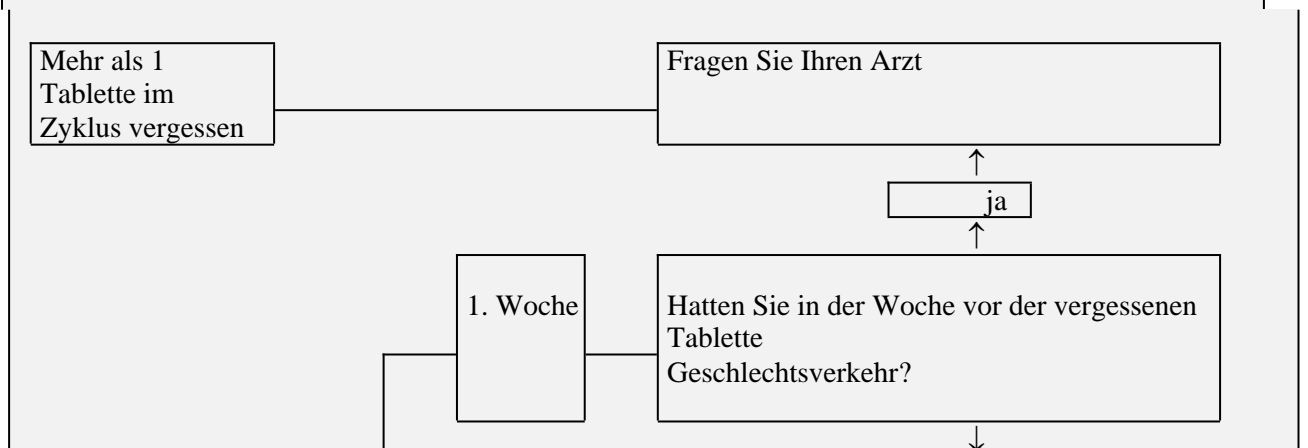 Mehr als 1
Tablette im
Zyklus vergessen
Fragen Sie Ihren Arzt
↑
ja
↑
1. Woche
Hatten Sie in der Woche vor der vergessenen
Tablette
Geschlechtsverkehr?
↓